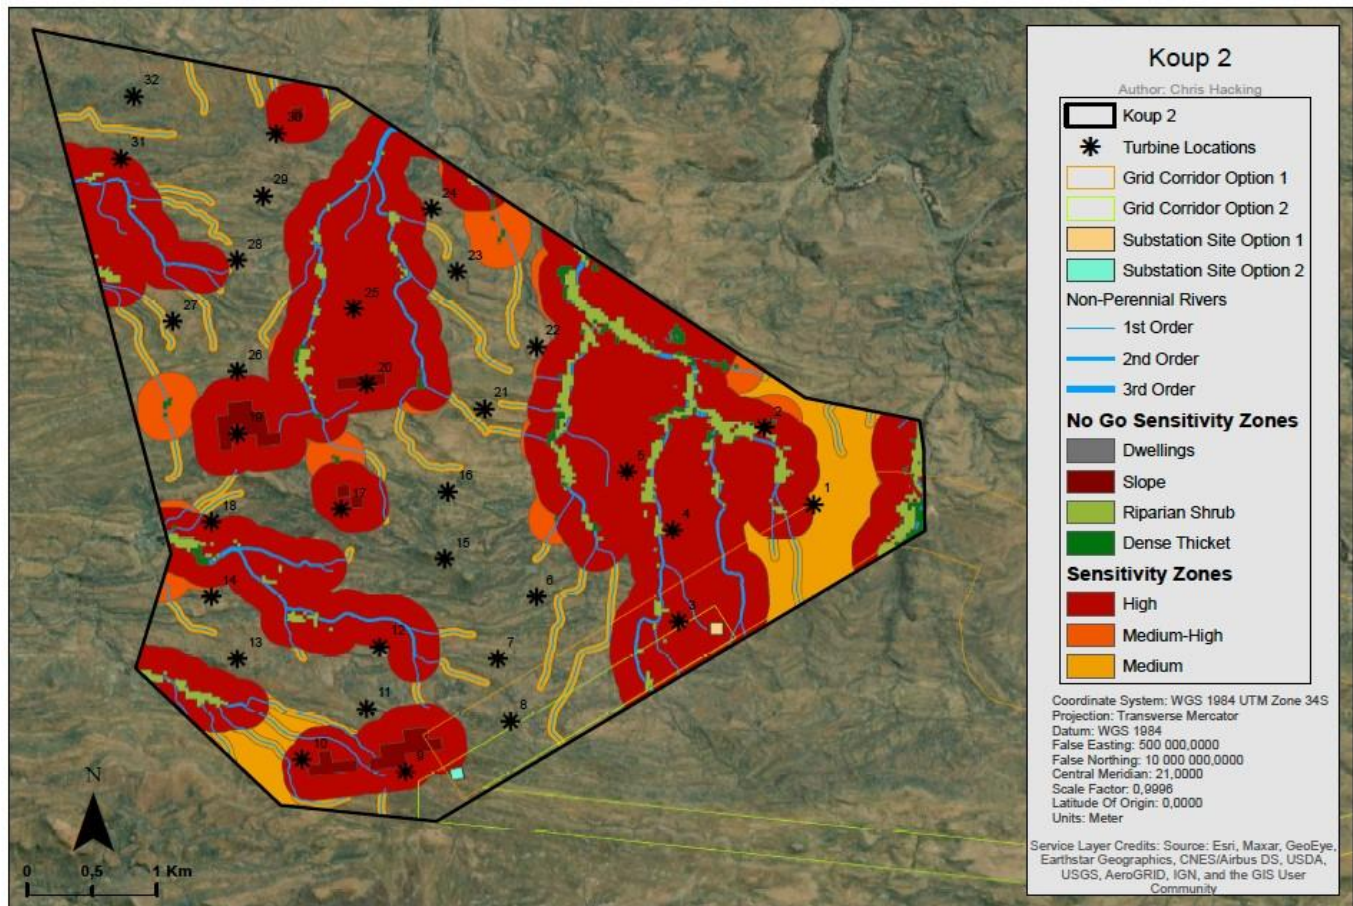 Koup 2
Author: Chris Hacking
Koup 2
Turbine Locations
Grid Corridor Option 1
Grid Corridor Option 2
Substation Site Option 1
Substation Site Option 2
Non-Perennial Rivers
1st Order
2nd Order
3rd Order
No Go Sensitivity Zones
Dwellings
Slope
Riparian Shrub
Dense Thicket
Sensitivity Zones
High
Medium-High
Medium
Coordinate System: WGS 1984 UTM Zone 34S
Projection: Transverse Mercator
Datum: WGS 1984
False Easting: 500 000,0000
False Northing: 10 000 000,0000
Central Meridian: 21,0000
Scale Factor: 0,9996
Latitude Of Origin: 0,0000
Units: Meter
Service Layer Credits: Source: Esri, Maxar, GeoEye,
Earthstar Geographics, CNES/Airbus DS, USDA,
USGS, AeroGRID, IGN, and the GIS User
Community
32
30
31
29
24
28
23
25
27
22
26
20
21
19
2
5
16
17
1
18
4
15
14
6
3
12
13
7
11
8
10
9
N
0 0,5 1 Km